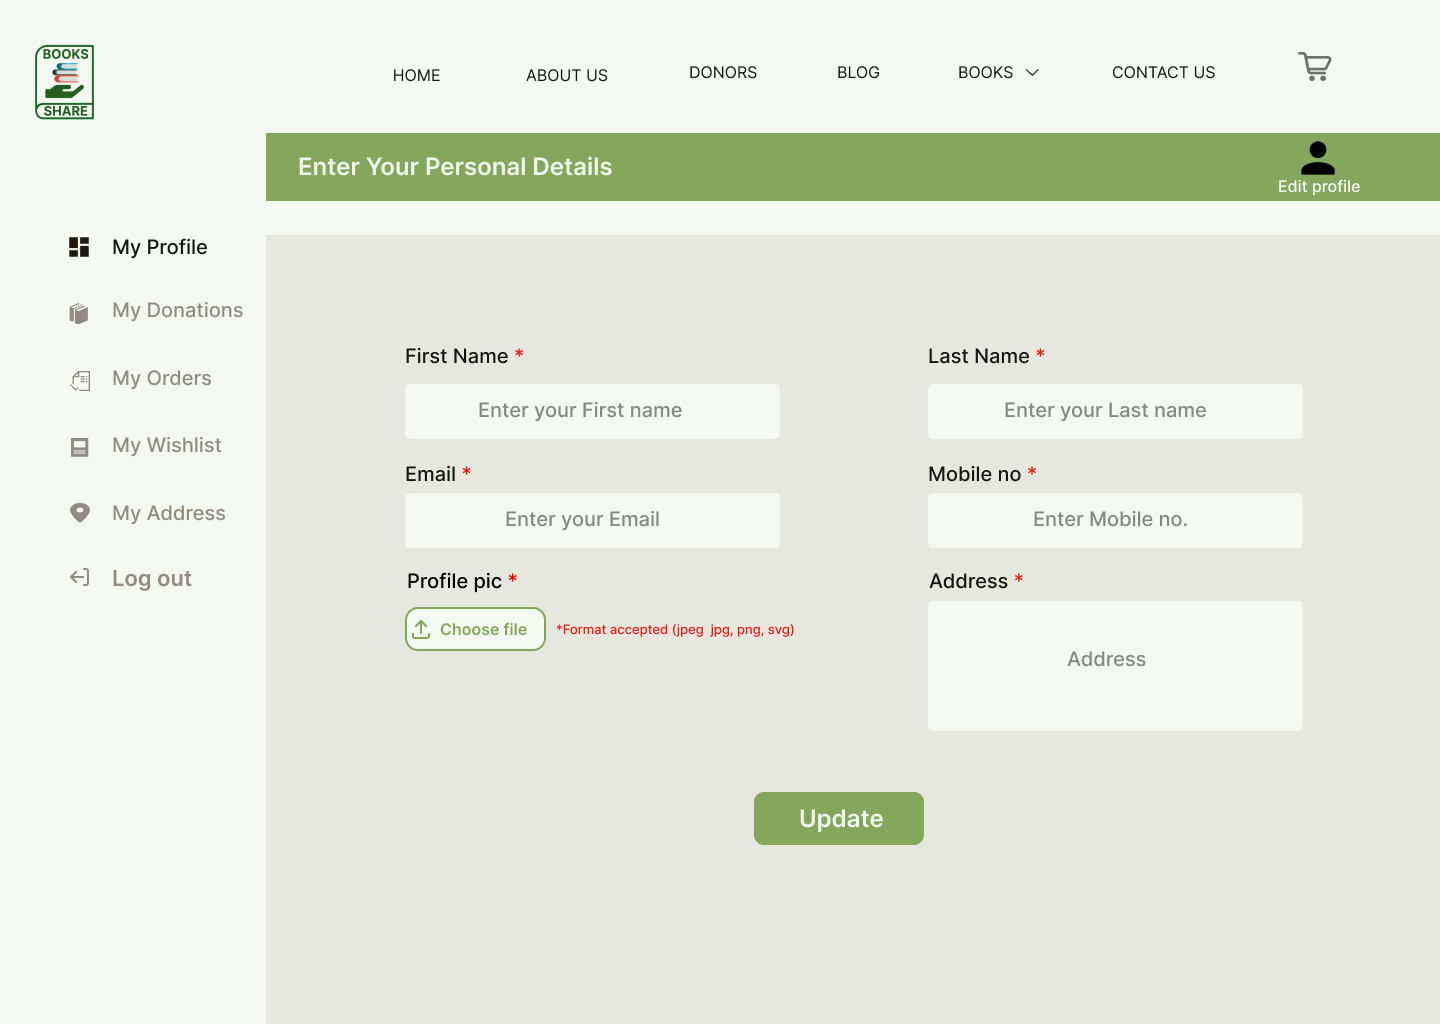 BOOKS
SHARE
HOME
ABOUT US
DONORS
BLOG
BOOKS
CONTACT US
Enter Your Personal Details
Edit profile
My Profile
My Donations
My Orders
My Wishlist
My Address
Log out
First Name *
Last Name *
Enter your First name
Enter your Last name
Email *
Mobile no *
Enter your Email
Enter Mobile no.
Profile pic *
Address *
Choose file
*Format accepted (jpeg  jpg, png, svg)
Address
Update